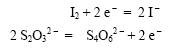 I₂ + 2 e⁻ = 2 I⁻
2 S₂O₃²⁻ = S₄O₆²⁻ + 2 e⁻